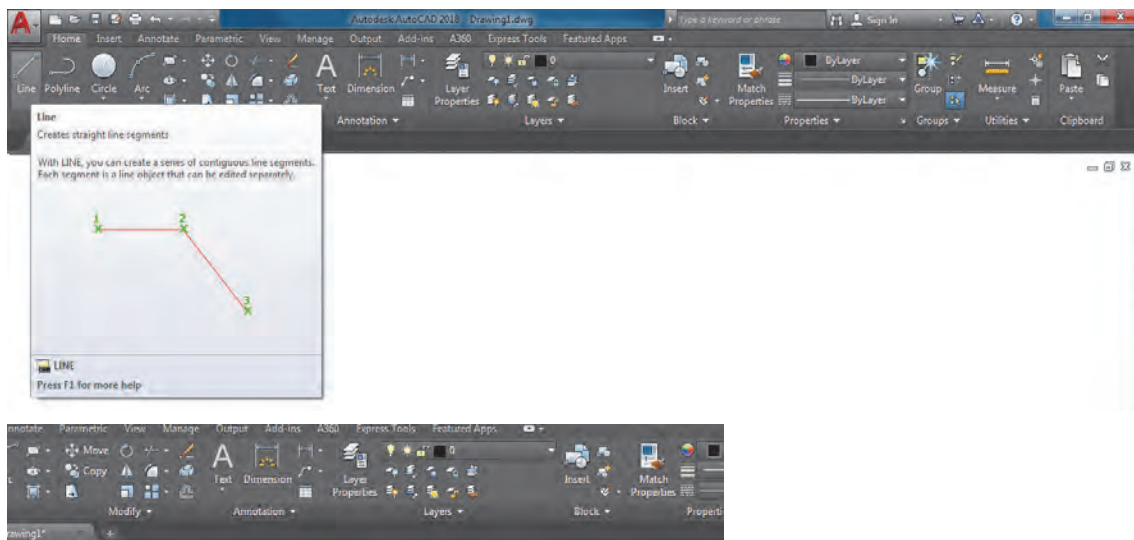 Autodesk AutoCAD 2018 Drawing1.dwg Type a keyword or phrase Sign In
Home Insert Annotate Parametric View Manage Output Add-ins A360 Express Tools Featured Apps
0 ByLayer
Line Polyline Circle Arc Text Dimension Layer Properties Insert Match Properties ByLayer Group Measure Paste
ByLayer
Annotation Layers Block Properties Groups Utilities Clipboard
Line
Creates straight line segments
With LINE, you can create a series of contiguous line segments.
Each segment is a line object that can be edited separately.
1 2
3
LINE
Press F1 for more help
nnotate Parametric View Manage Output Add-ins A360 Express Tools Featured Apps
Move 0
Copy Text Dimension Layer Properties Insert Match Properties
Modify Annotation Layers Block Properti
rawing1*